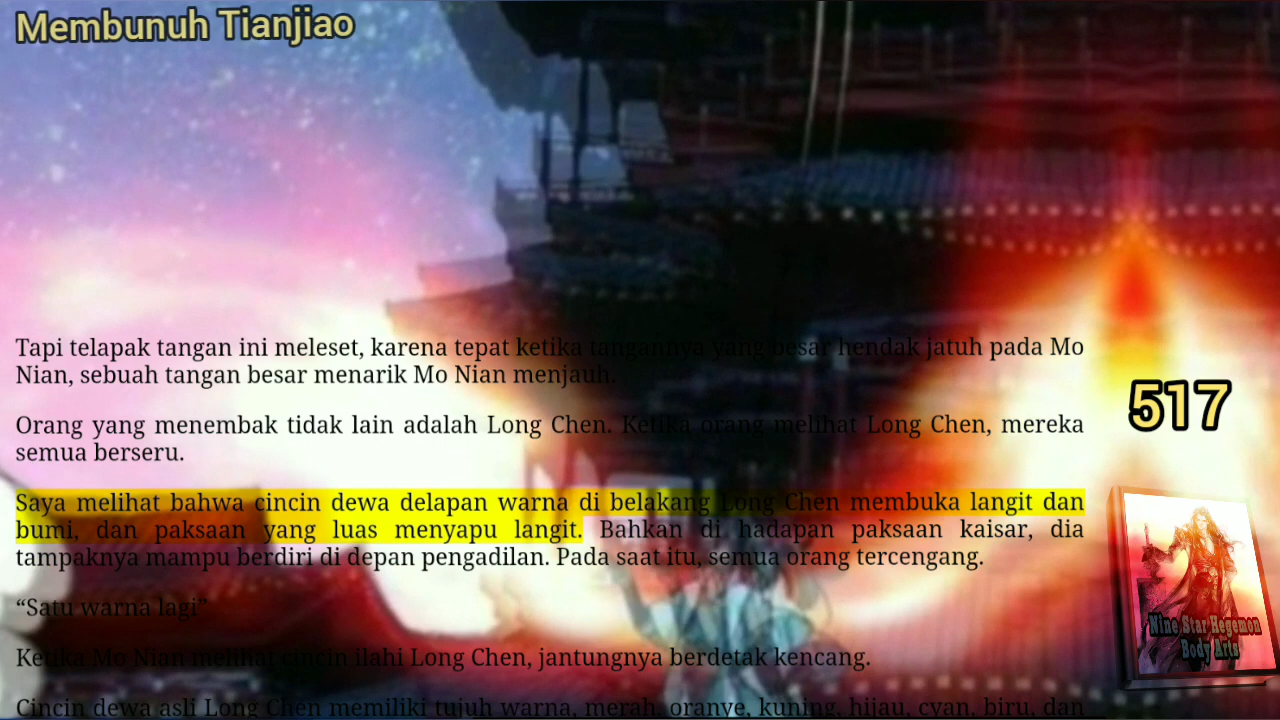 Membunuh Tianjiao
Tapi telapak tangan ini meleset, karena tepat ketika tangannya yang besar hendak jatuh pada Mo
Nian, sebuah tangan besar menarik Mo Nian menjauh.
Orang yang menembak tidak lain adalah Long Chen. Ketika orang melihat Long Chen, mereka
semua berseru.
517
Saya melihat bahwa cincin dewa delapan warna di belakang Long Chen membuka langit dan
bumi, dan paksaan yang luas menyapu langit. Bahkan di hadapan paksaan kaisar, dia
tampaknya mampu berdiri di depan pengadilan. Pada saat itu, semua orang tercengang.
“Satu warna lagi”
Ketika Mo Nian melihat cincin ilahi Long Chen, jantungnya berdetak kencang.
Cincin dewa asli Long Chen memiliki tujuh warna, merah, oranye, kuning, hijau, cyan, biru, dan
Nine Star Hegemon
Body Arts